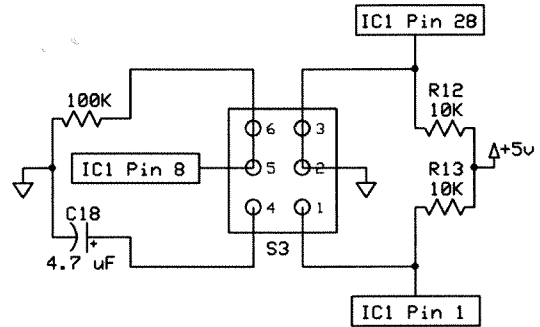 IC1 Pin 28
100K
R12
10K
6
3
+5v
IC1 Pin 8
5
2
R13
10K
C18
4
1
+
4.7 uF
S3
IC1 Pin 1